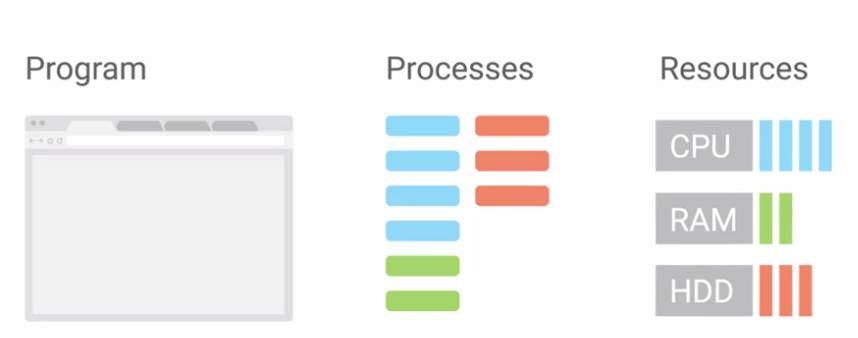 Program
Processes
Resources
CPU
RAM
HDD